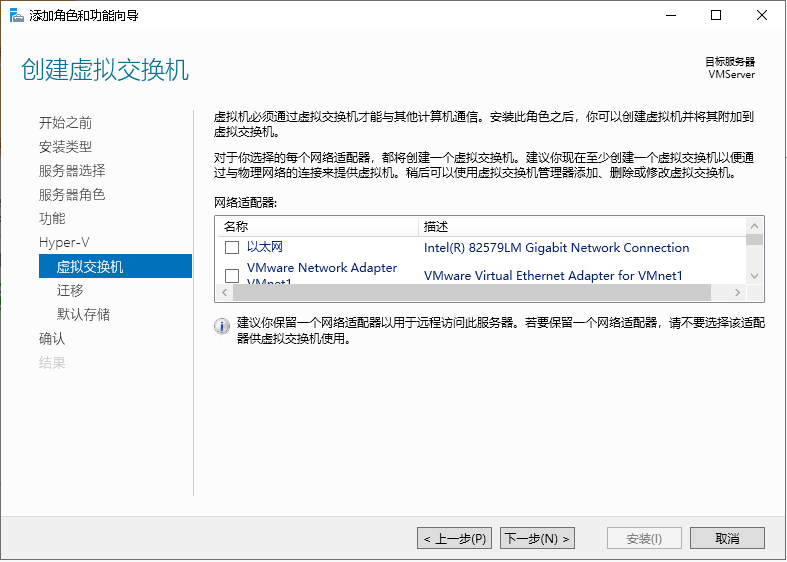 添加角色和功能向导
创建虚拟交换机
目标服务器
VMServer
开始之前
安装类型
服务器选择
服务器角色
功能
Hyper-V
虚拟交换机
迁移
默认存储
确认
结果
虚拟机必须通过虚拟交换机才能与其他计算机通信。安装此角色之后，你可以创建虚拟机并将其附加到
虚拟交换机。
对于你选择的每个网络适配器，都将创建一个虚拟交换机。建议你现在至少创建一个虚拟交换机以便通
过与物理网络的连接来提供虚拟机。稍后可以使用虚拟交换机管理器添加、删除或修改虚拟交换机。
网络适配器:
名称 描述
以太网 Intel(R) 82579LM Gigabit Network Connection
VMware Network Adapter
VMnet1
VMware Virtual Ethernet Adapter for VMnet1
建议你保留一个网络适配器以用于远程访问此服务器。若要保留一个网络适配器，请不要选择该适配
器供虚拟交换机使用。
< 上一步(P) 下一步(N) > 安装(I) 取消